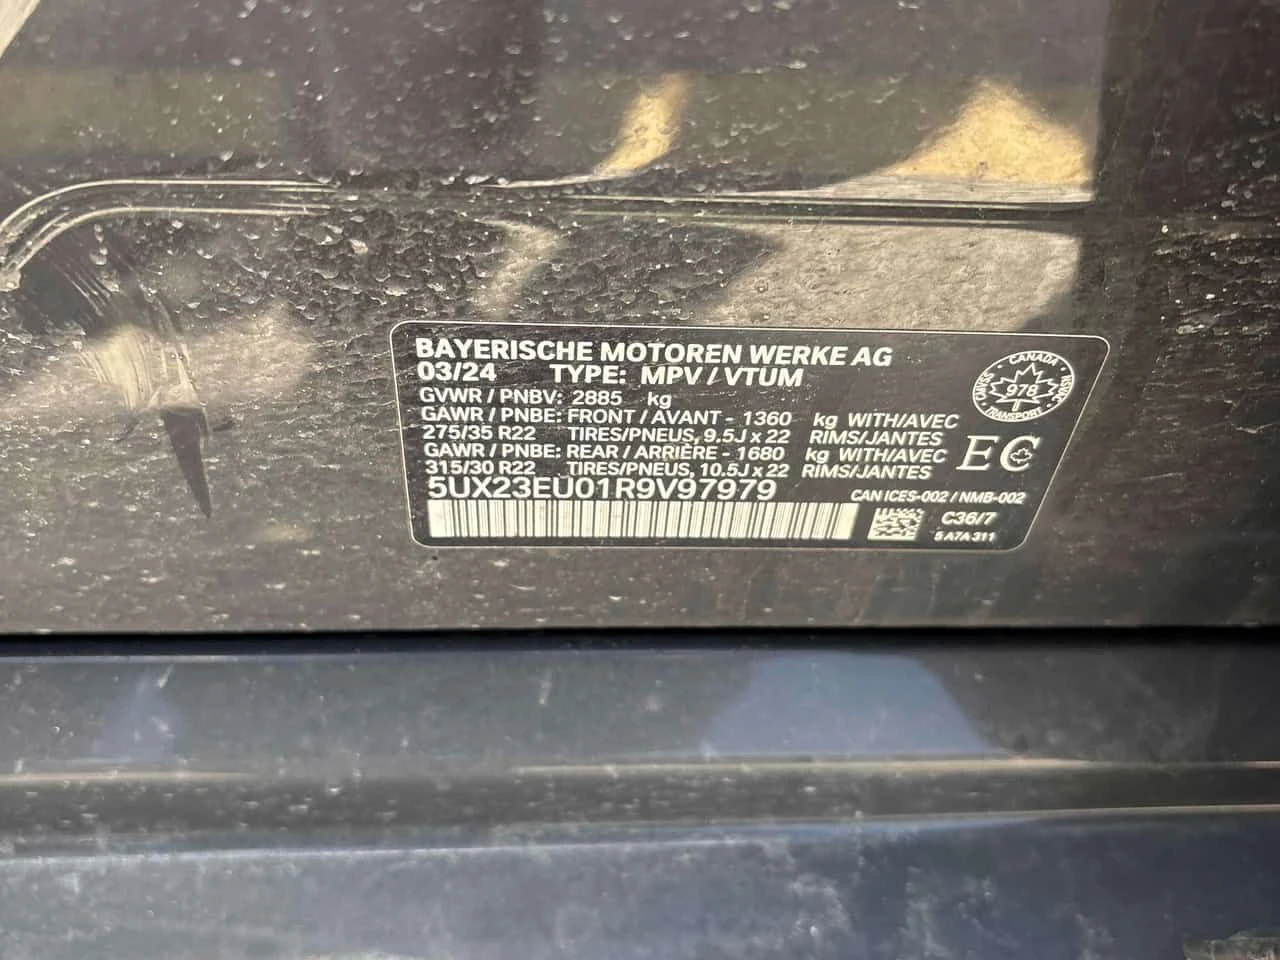 BAYERISCHE MOTOREN WERKE AG
03/24 TYPE: MPV / VTUM
GVWR / PNBV: 2885 kg
GAWR / PNBE: FRONT / AVANT - 1360 kg WITH/AVEC
275/35 R22 TIRES/PNEUS, 9.5J x 22 RIMS/JANTES
GAWR / PNBE: REAR / ARRIÈRE - 1680 kg WITH/AVEC
315/30 R22 TIRES/PNEUS, 10.5J x 22 RIMS/JANTES
5UX23EU01R9V97979
CANADA
CMVSS
NSVAC
978
TRANSPORT
EC
CAN ICES-002 / NMB-002
C36/7
5 A7A 311